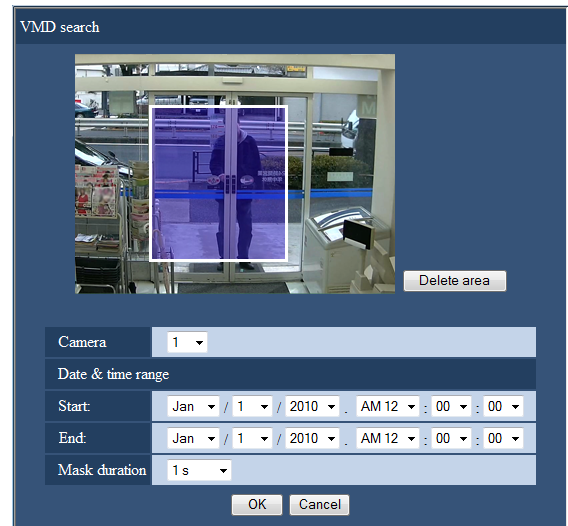 VMD search
Delete area
Camera 1
Date & time range
Start: Jan / 1 / 2010 . AM 12 : 00 : 00
End: Jan / 1 / 2010 . AM 12 : 00 : 00
Mask duration 1 s
OK Cancel